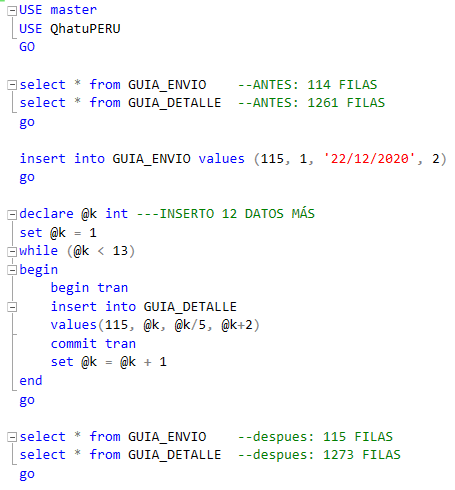 USE master
USE QhatuPERU
GO
select * from GUIA_ENVIO    --ANTES: 114 FILAS
select * from GUIA_DETALLE  --ANTES: 1261 FILAS
go
insert into GUIA_ENVIO values (115, 1, '22/12/2020', 2)
go
declare @k int ---INSERTO 12 DATOS MÁS
set @k = 1
while (@k < 13)
begin
    begin tran
    insert into GUIA_DETALLE
    values(115, @k, @k/5, @k+2)
    commit tran
    set @k = @k + 1
end
go
select * from GUIA_ENVIO    --despues: 115 FILAS
select * from GUIA_DETALLE  --despues: 1273 FILAS
go